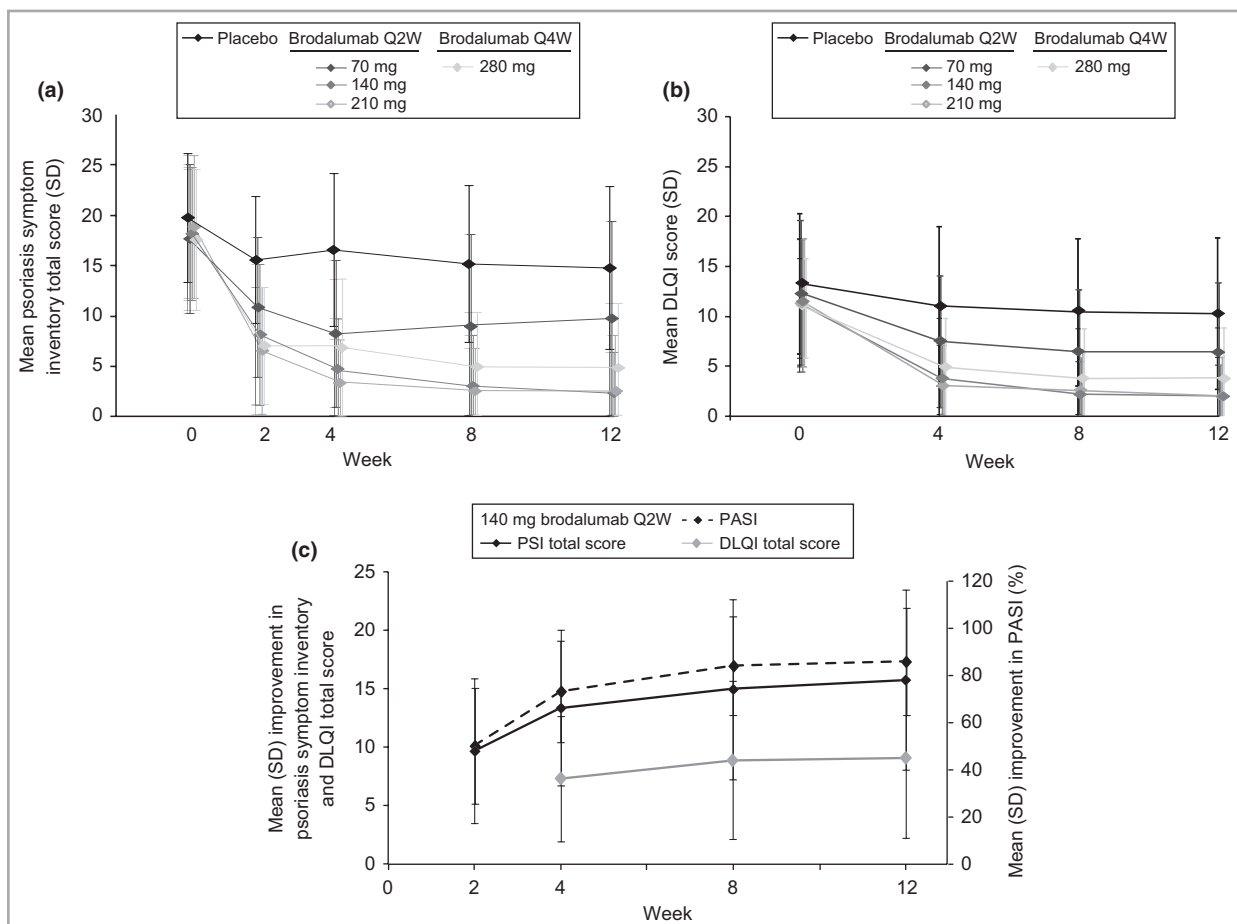 Placebo Brodalumab Q2W Brodalumab Q4W
70 mg 280 mg
140 mg
210 mg
(a)
30
25
20
15
10
5
0
Mean psoriasis symptom
inventory total score (SD)
0 2 4 8 12
Week
Placebo Brodalumab Q2W Brodalumab Q4W
70 mg 280 mg
140 mg
210 mg
(b)
30
25
20
15
10
5
0
Mean DLQI score (SD)
0 4 8 12
Week
140 mg brodalumab Q2W PASI
PSI total score DLQI total score
(c)
25
20
15
10
5
0
Mean (SD) improvement in
psoriasis symptom inventory
and DLQI total score
120
100
80
60
40
20
0
Mean (SD) improvement in PASI (%)
0 2 4 8 12
Week